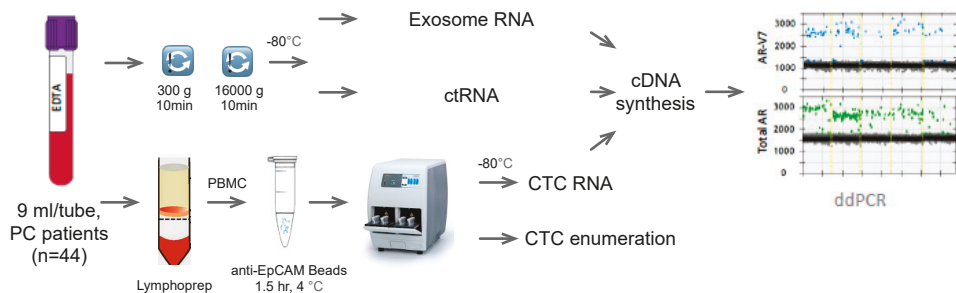 EDTA
9 ml/tube,
PC patients
(n=44)
300 g
10min
16000 g
10min
-80°C
Exosome RNA
ctRNA
cDNA
synthesis
Lymphoprep
PBMC
anti-EpCAM Beads
1.5 hr, 4 °C
-80°C
CTC RNA
CTC enumeration
AR-V7
3000
2000
1000
0
Total AR
3000
2000
1000
0
ddPCR